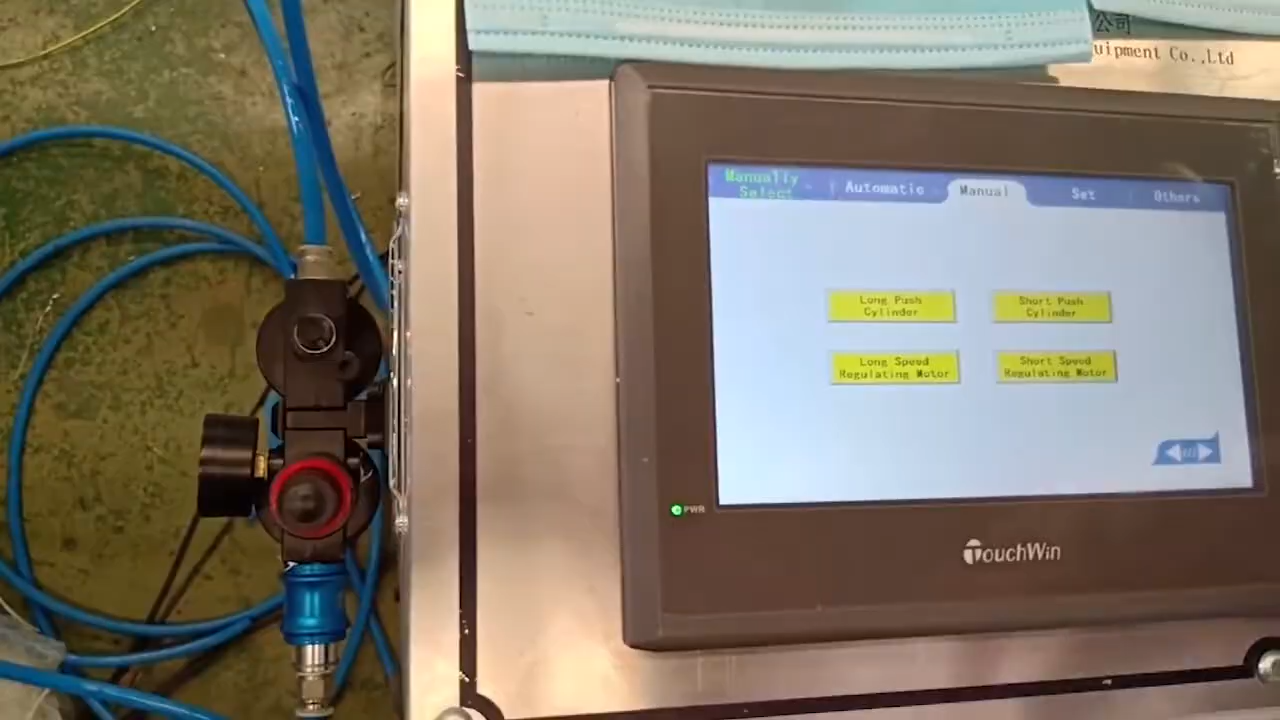 公司
uipment Co.,Ltd
Manually
Select
Automatic
Manual
Set
Others
Long Push
Cylinder
Short Push
Cylinder
Long Speed
Regulating Motor
Short Speed
Regulating Motor
PWR
TouchWin